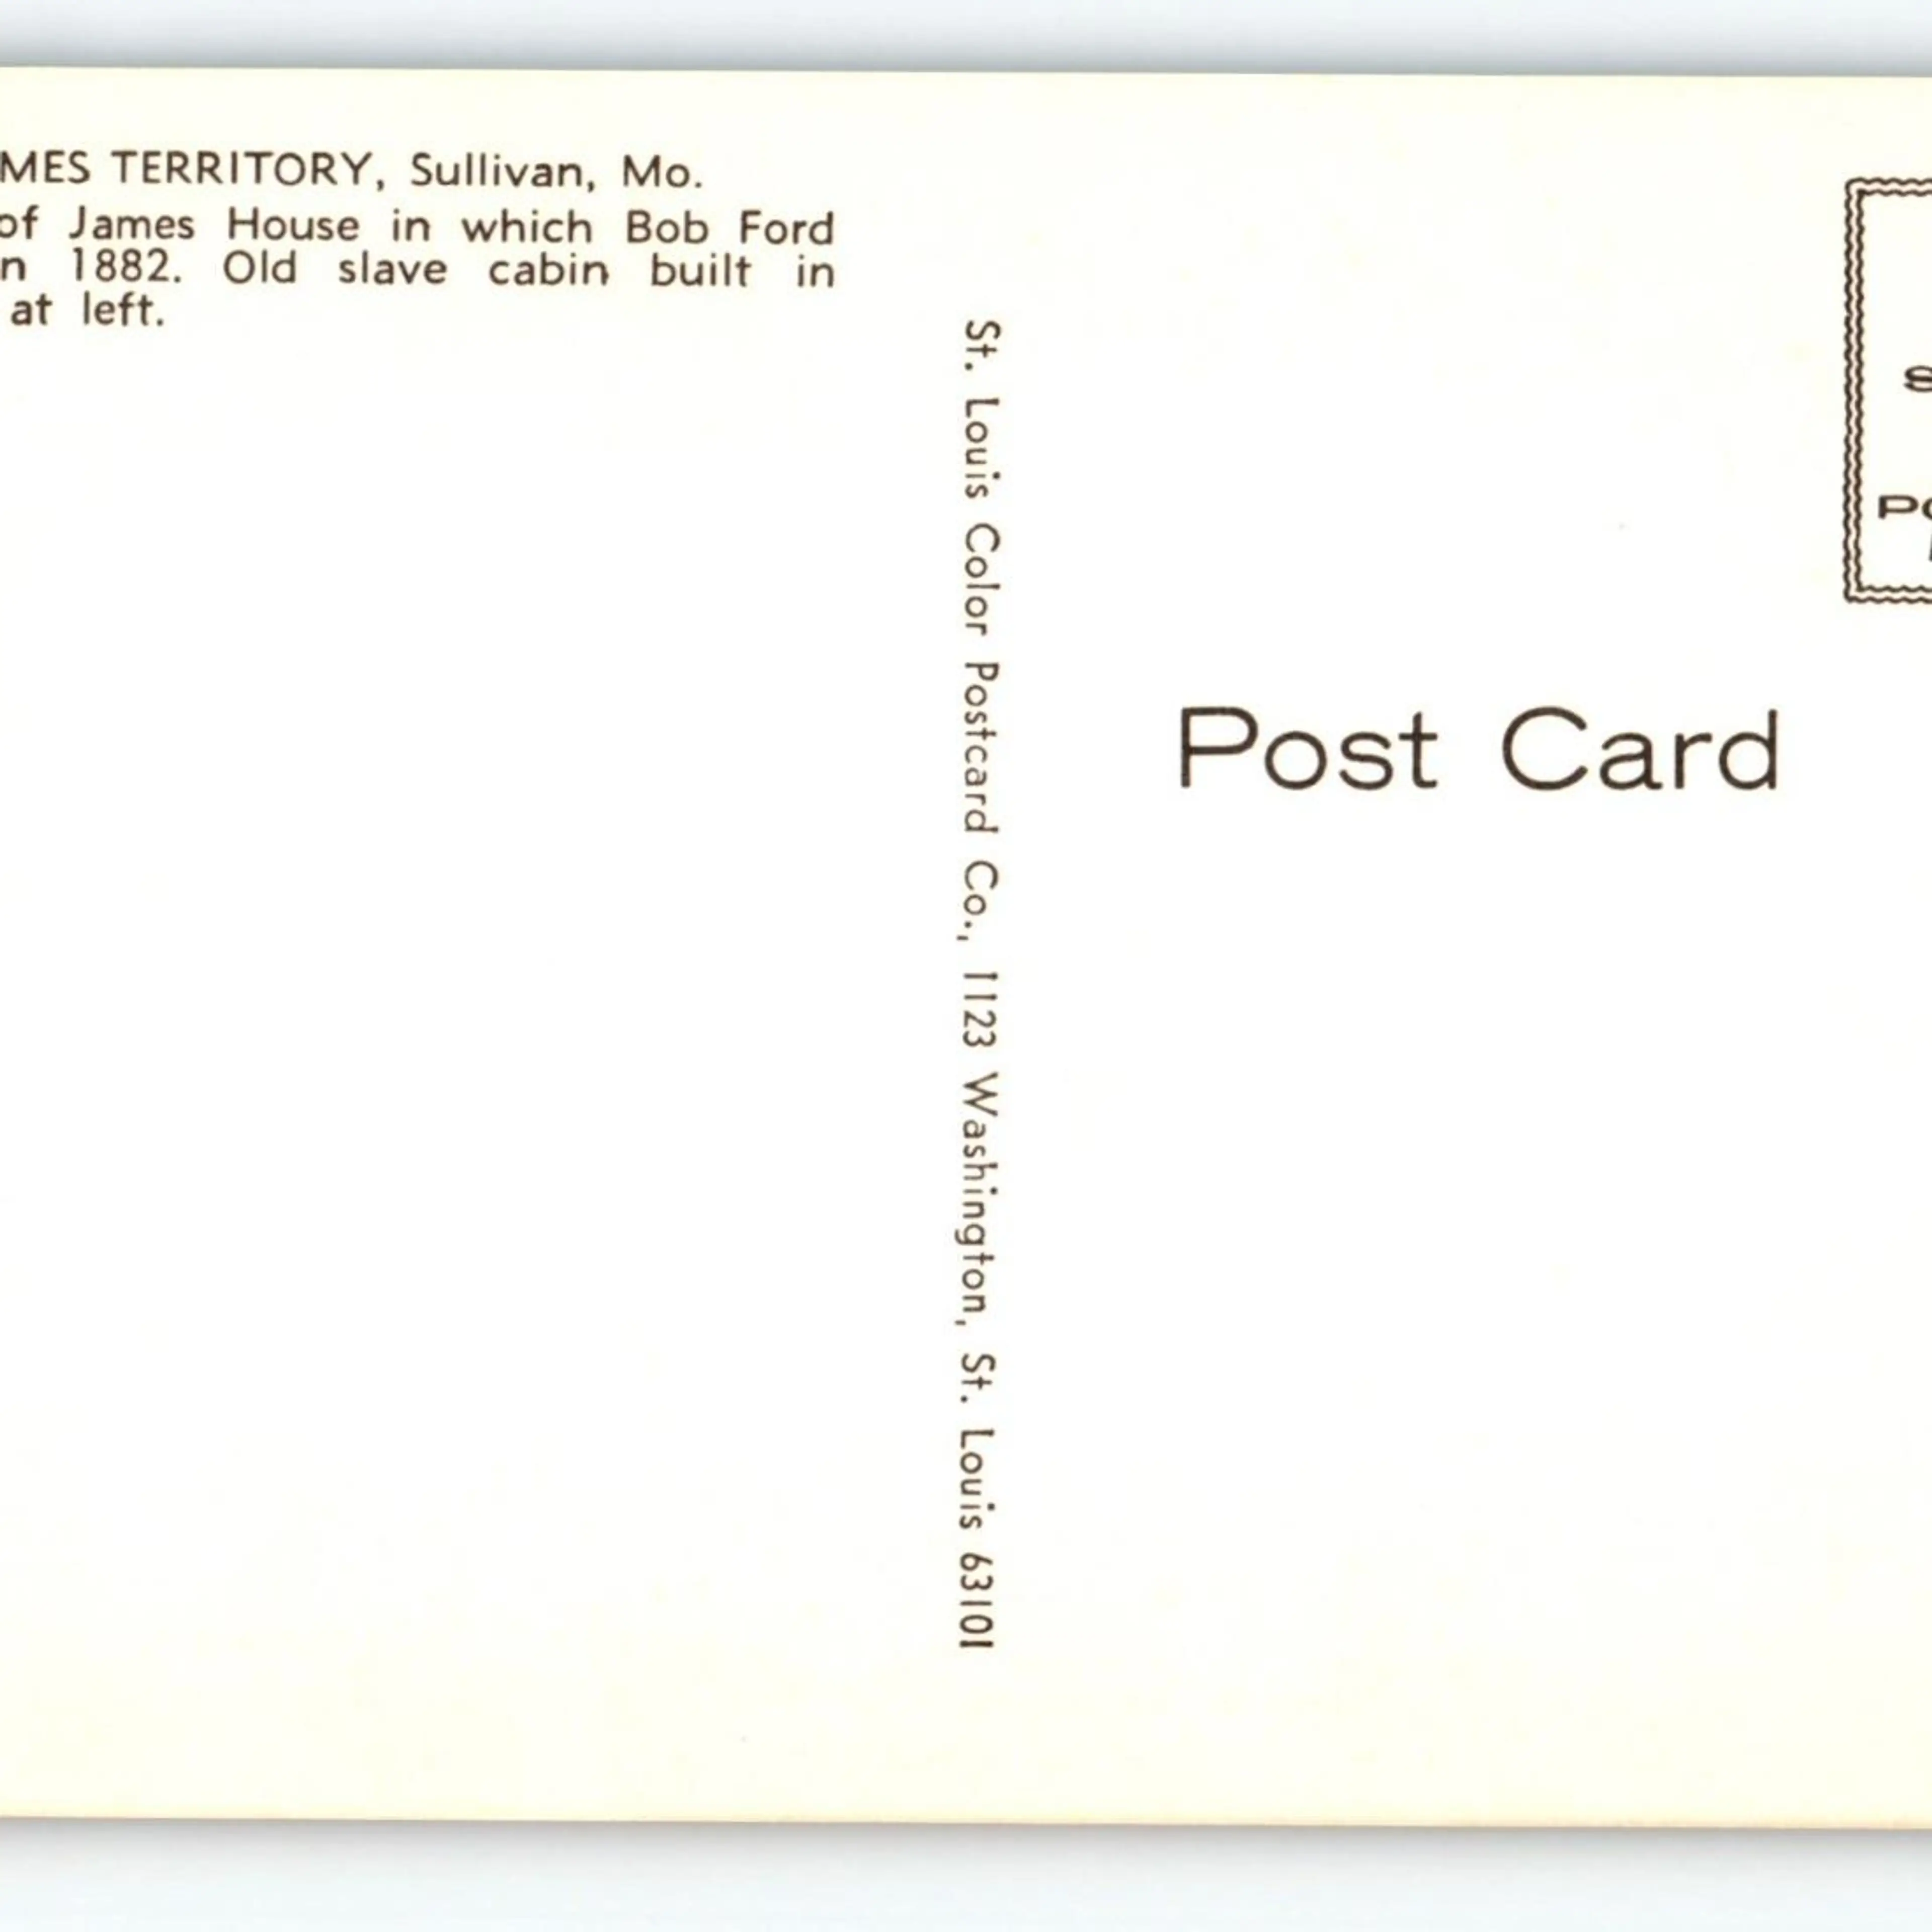 MES TERRITORY, Sullivan, Mo.
of James House in which Bob Ford
n 1882. Old slave cabin built in
at left.
St. Louis Color Postcard Co., 1123 Washington, St. Louis 63101
S
Po
Post Card